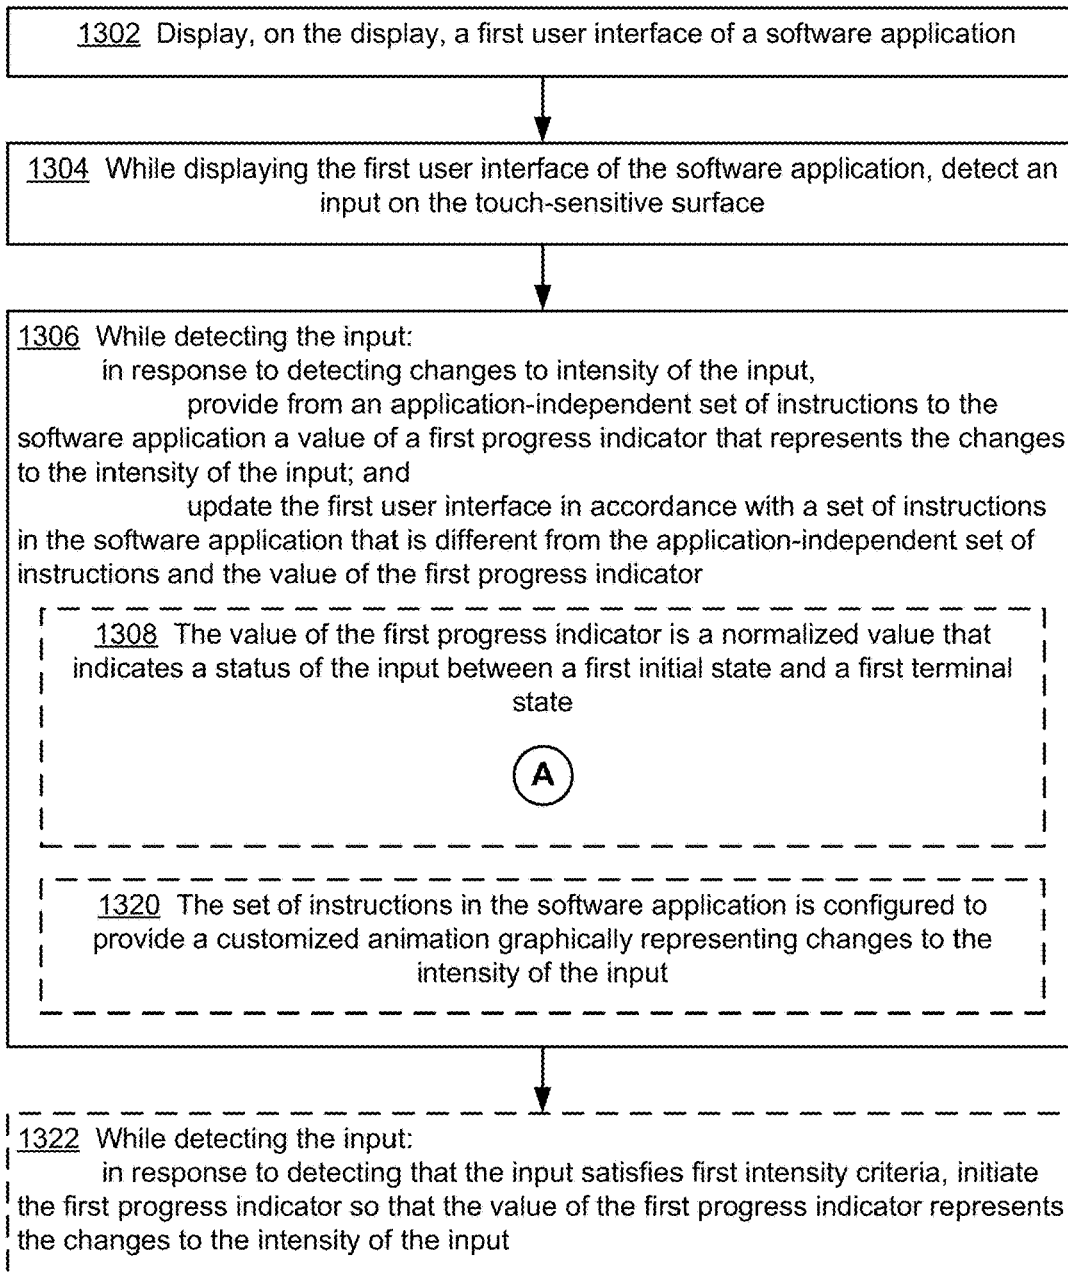 1302 Display, on the display, a first user interface of a software application
1304 While displaying the first user interface of the software application, detect an
input on the touch-sensitive surface
1306 While detecting the input:
in response to detecting changes to intensity of the input,
provide from an application-independent set of instructions to the
software application a value of a first progress indicator that represents the changes
to the intensity of the input; and
update the first user interface in accordance with a set of instructions
in the software application that is different from the application-independent set of
instructions and the value of the first progress indicator
1308 The value of the first progress indicator is a normalized value that
indicates a status of the input between a first initial state and a first terminal
state
A
1320 The set of instructions in the software application is configured to
provide a customized animation graphically representing changes to the
intensity of the input
1322 While detecting the input:
in response to detecting that the input satisfies first intensity criteria, initiate
the first progress indicator so that the value of the first progress indicator represents
the changes to the intensity of the input